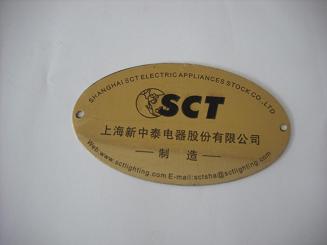 SHANGHAI SCT ELECTRIC APPLIANCES STOCK CO., LTD
SCT
上海新中泰电器股份有限公司
制造
Web:www.sctlighting.com E-mail:sctsha@sctlighting.com